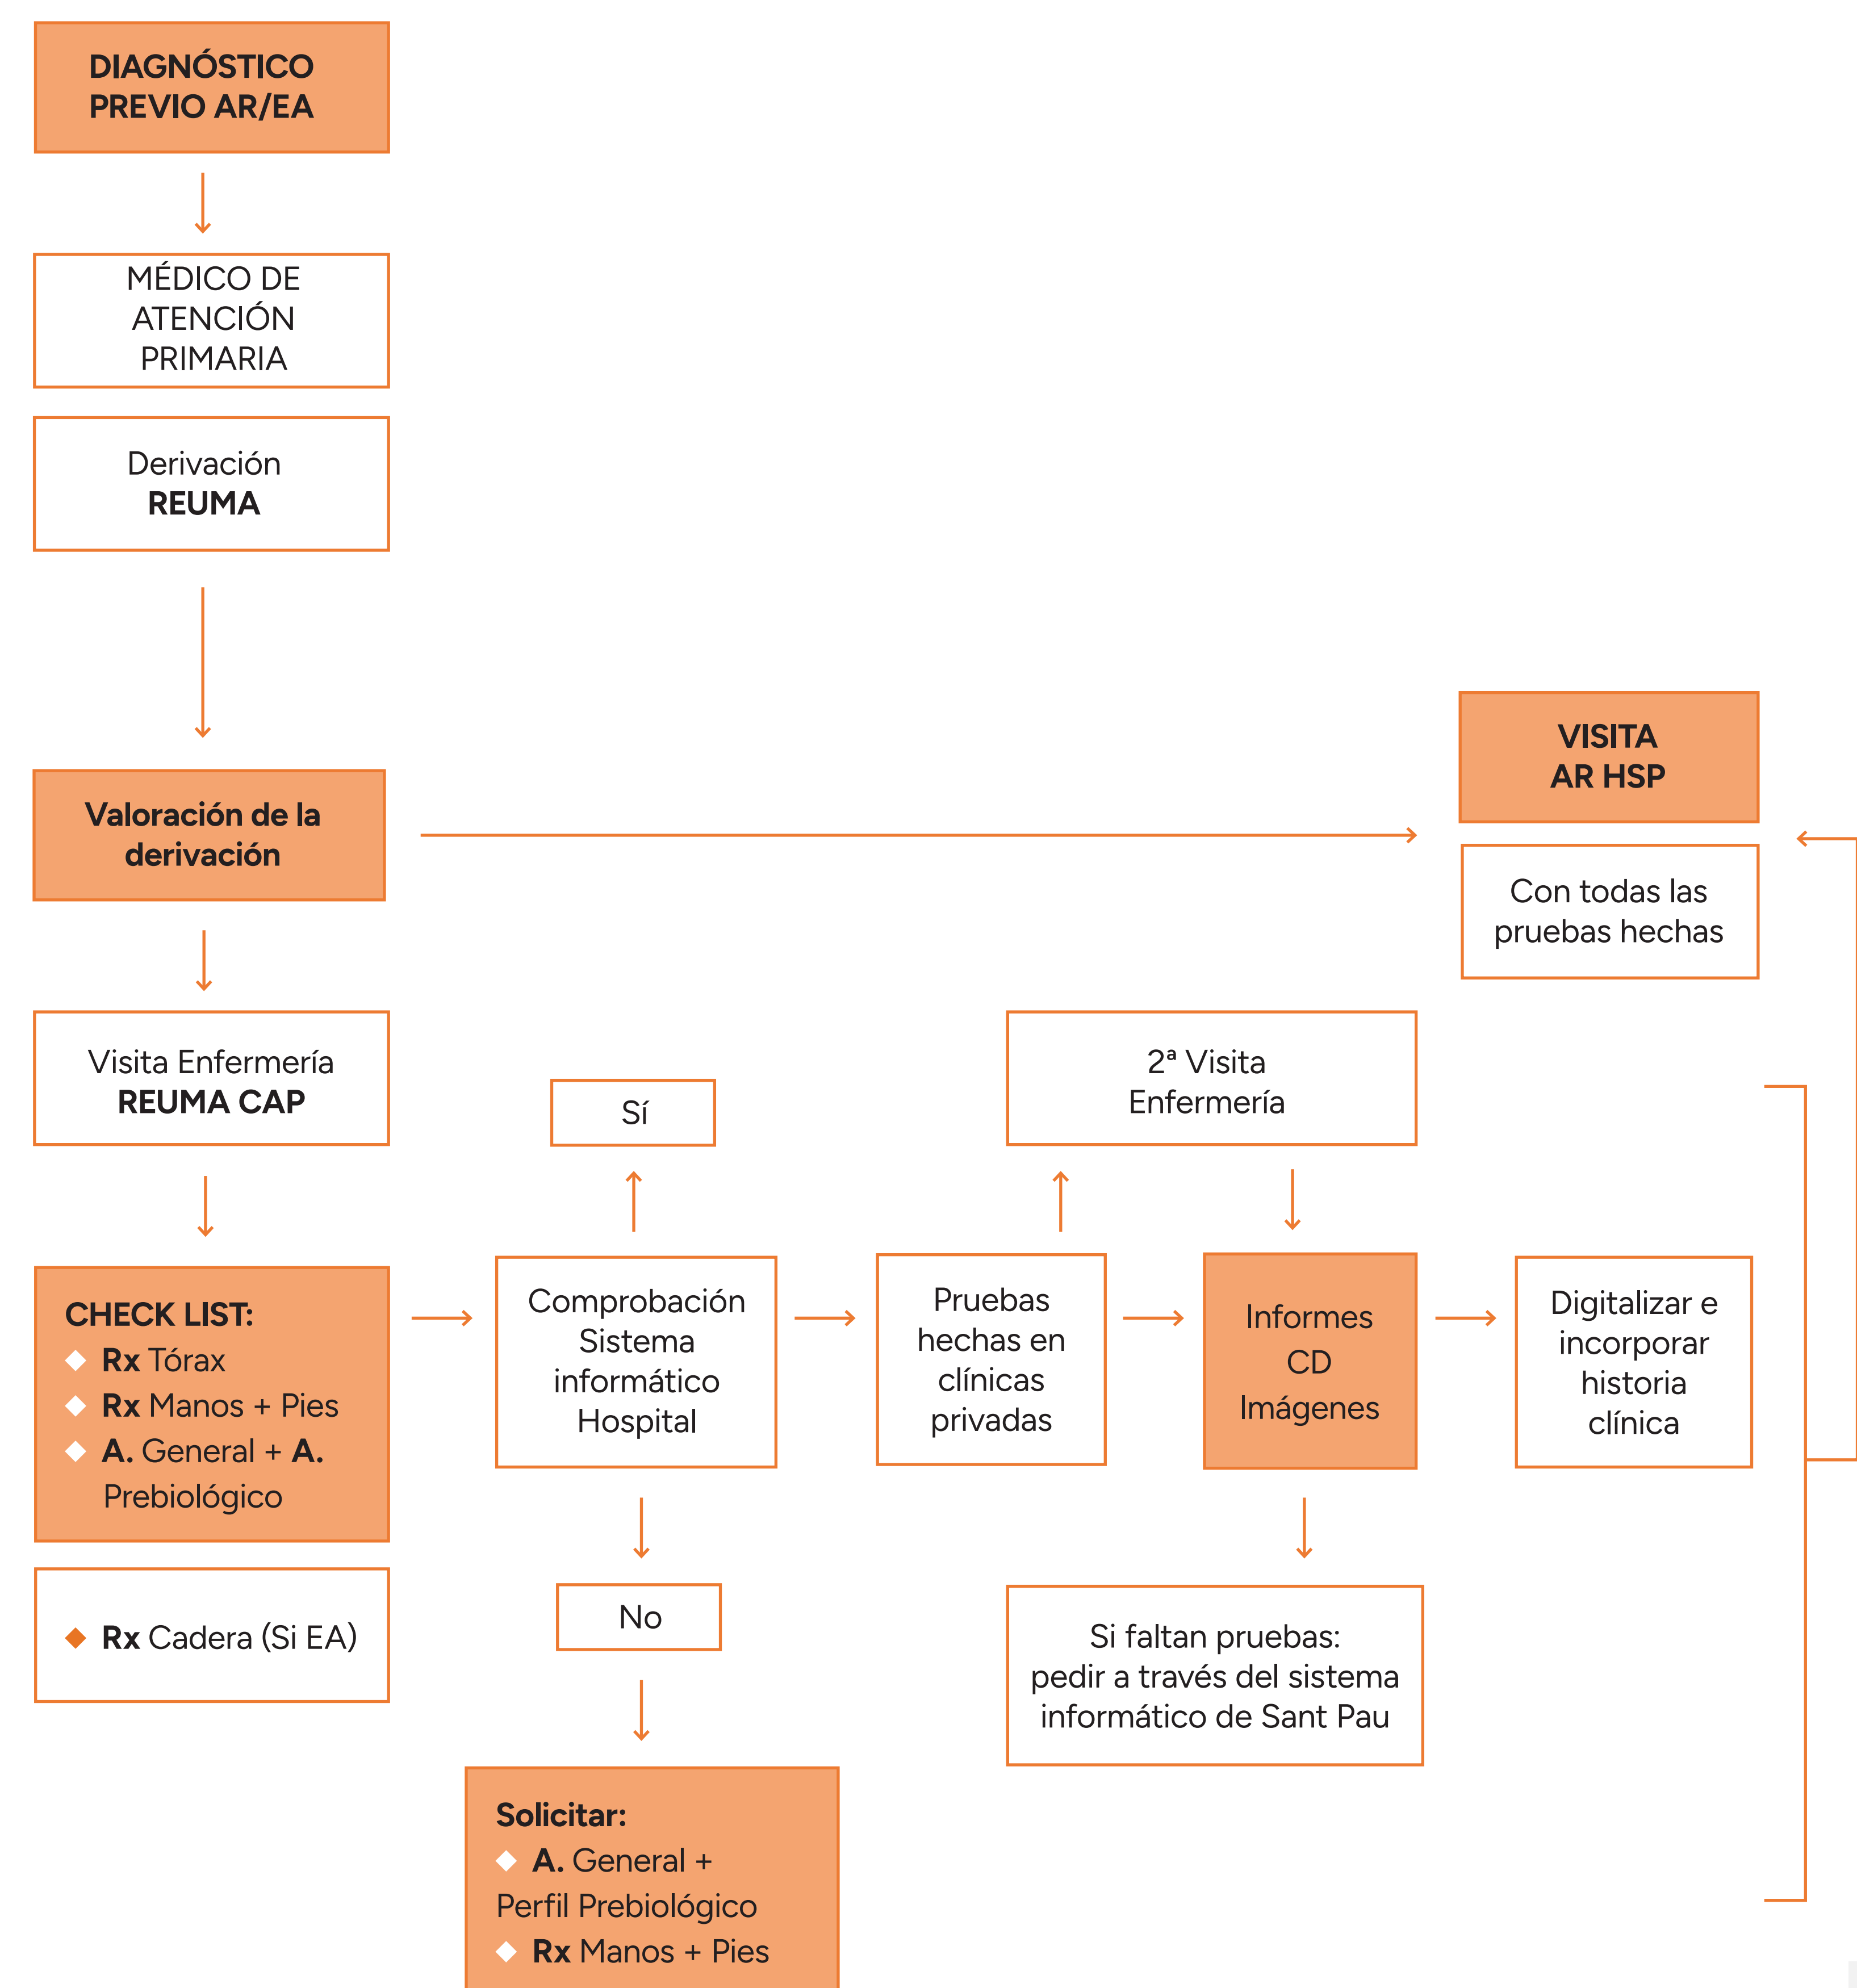 DIAGNÓSTICO
PREVIO AR/EA
MÉDICO DE
ATENCIÓN
PRIMARIA
Derivación
REUMA
Valoración de la
derivación
VISITA
AR HSP
Con todas las
pruebas hechas
Visita Enfermería
REUMA CAP
Sí
2ª Visita
Enfermería
CHECK LIST:
Rx Tórax
Rx Manos + Pies
A. General + A.
Prebiológico
Rx Cadera (Si EA)
Comprobación
Sistema
informático
Hospital
Pruebas
hechas en
clínicas
privadas
Informes
CD
Imágenes
Digitalizar e
incorporar
historia
clínica
No
Si faltan pruebas:
pedir a través del sistema
informático de Sant Pau
Solicitar:
A. General +
Perfil Prebiológico
Rx Manos + Pies